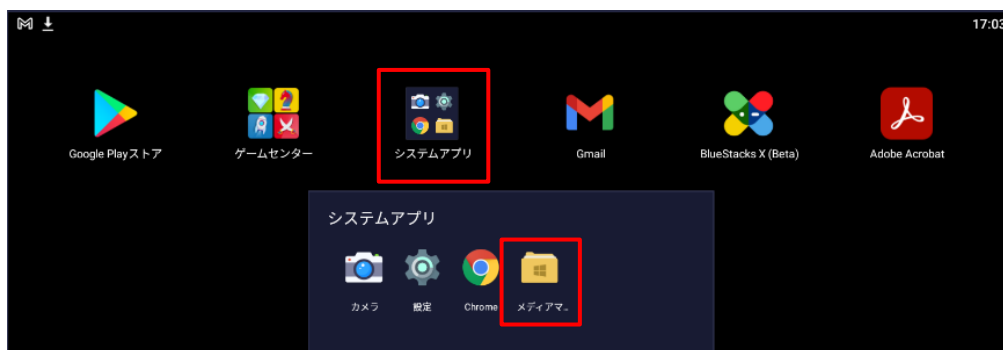 17:03
Google Playストア
ゲームセンター
システムアプリ
Gmail
BlueStacks X (Beta)
Adobe Acrobat
システムアプリ
カメラ
設定
Chrome
メディアマ...